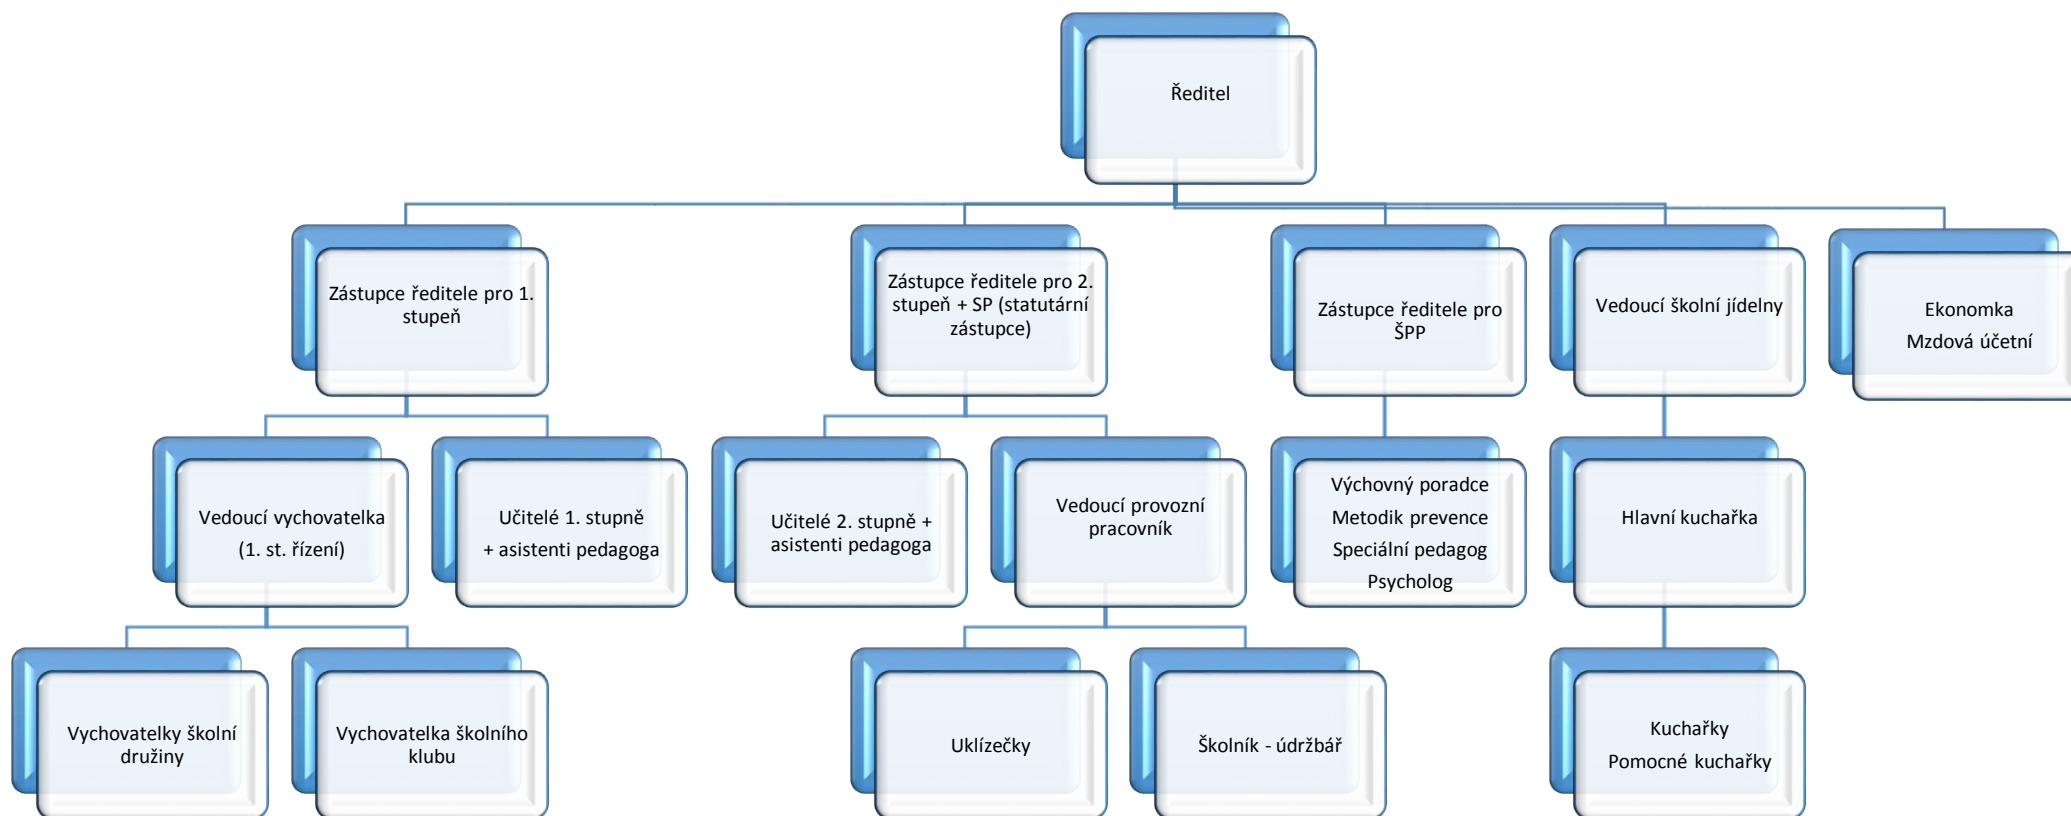 Ředitel
Zástupce ředitele pro 1.
stupeň
Zástupce ředitele pro 2.
stupeň + SP (statutární
zástupce)
Zástupce ředitele pro
ŠPP
Vedoucí školní jídelny
Ekonomka
Mzdová účetní
Vedoucí vychovatelka
(1. st. řízení)
Učitelé 1. stupně
+ asistenti pedagoga
Učitelé 2. stupně +
asistenti pedagoga
Vedoucí provozní
pracovník
Výchovný poradce
Metodik prevence
Speciální pedagog
Psycholog
Hlavní kuchařka
Vychovatelky školní
družiny
Vychovatelka školního
klubu
Uklízečky
Školník - údržbář
Kuchařky
Pomocné kuchařky